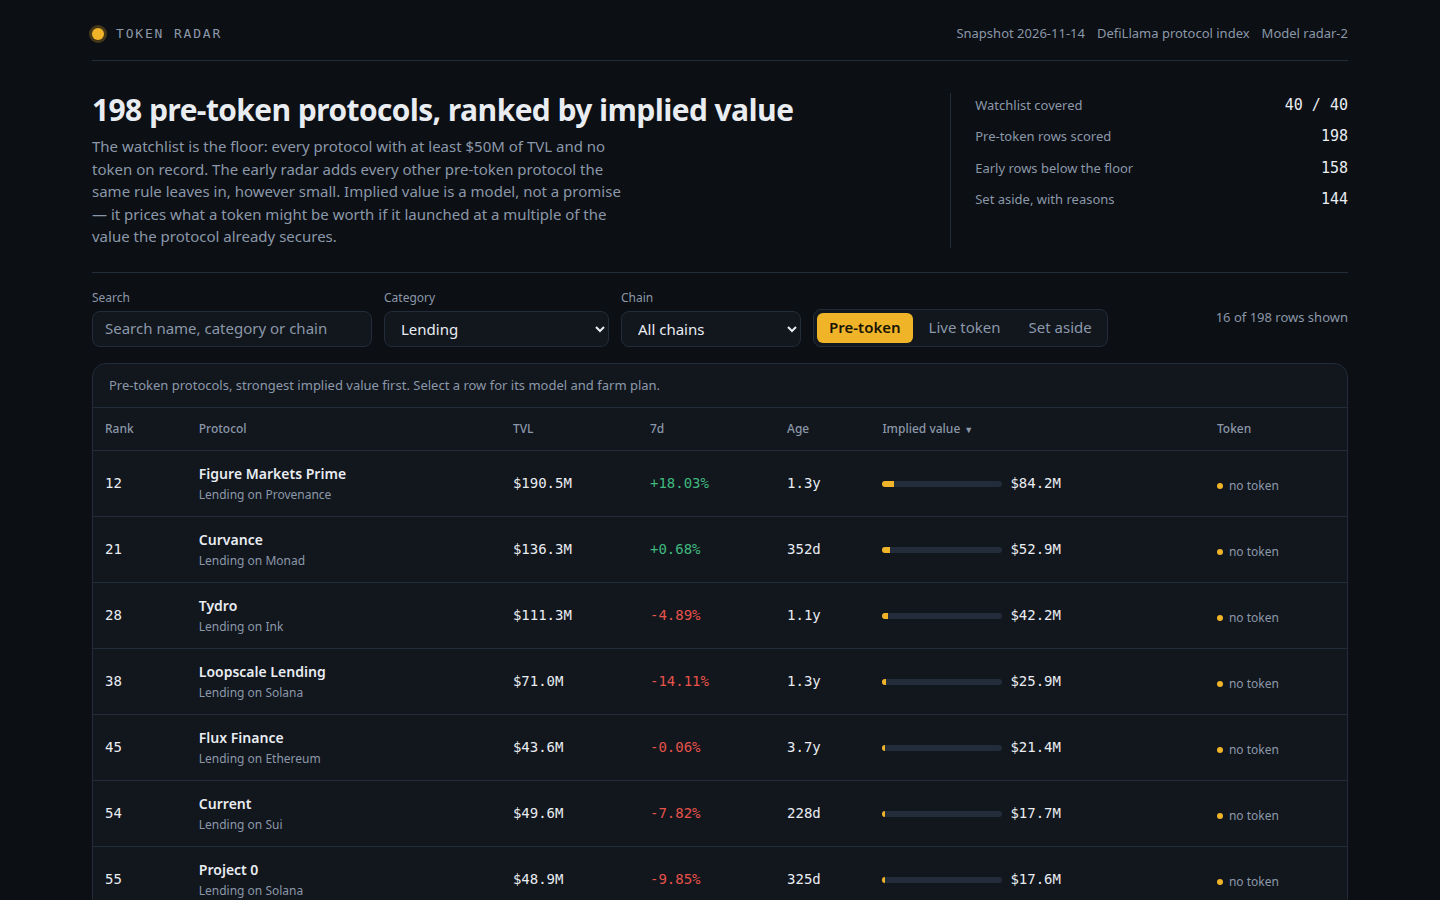 TOKEN RADAR
Snapshot 2026-11-14 DefiLlama protocol index Model radar-2
198 pre-token protocols, ranked by implied value
The watchlist is the floor: every protocol with at least $50M of TVL and no
token on record. The early radar adds every other pre-token protocol the
same rule leaves in, however small. Implied value is a model, not a promise
— it prices what a token might be worth if it launched at a multiple of the
value the protocol already secures.
Watchlist covered 40 / 40
Pre-token rows scored 198
Early rows below the floor 158
Set aside, with reasons 144
Search Category Chain
Search name, category or chain Lending All chains Pre-token Live token Set aside 16 of 198 rows shown
Pre-token protocols, strongest implied value first. Select a row for its model and farm plan.
Rank Protocol TVL 7d Age Implied value ▼ Token
12 Figure Markets Prime $190.5M +18.03% 1.3y $84.2M no token
Lending on Provenance
21 Curvance $136.3M +0.68% 352d $52.9M no token
Lending on Monad
28 Tydro $111.3M -4.89% 1.1y $42.2M no token
Lending on Ink
38 Loopscale Lending $71.0M -14.11% 1.3y $25.9M no token
Lending on Solana
45 Flux Finance $43.6M -0.06% 3.7y $21.4M no token
Lending on Ethereum
54 Current $49.6M -7.82% 228d $17.7M no token
Lending on Sui
55 Project 0 $48.9M -9.85% 325d $17.6M no token
Lending on Solana